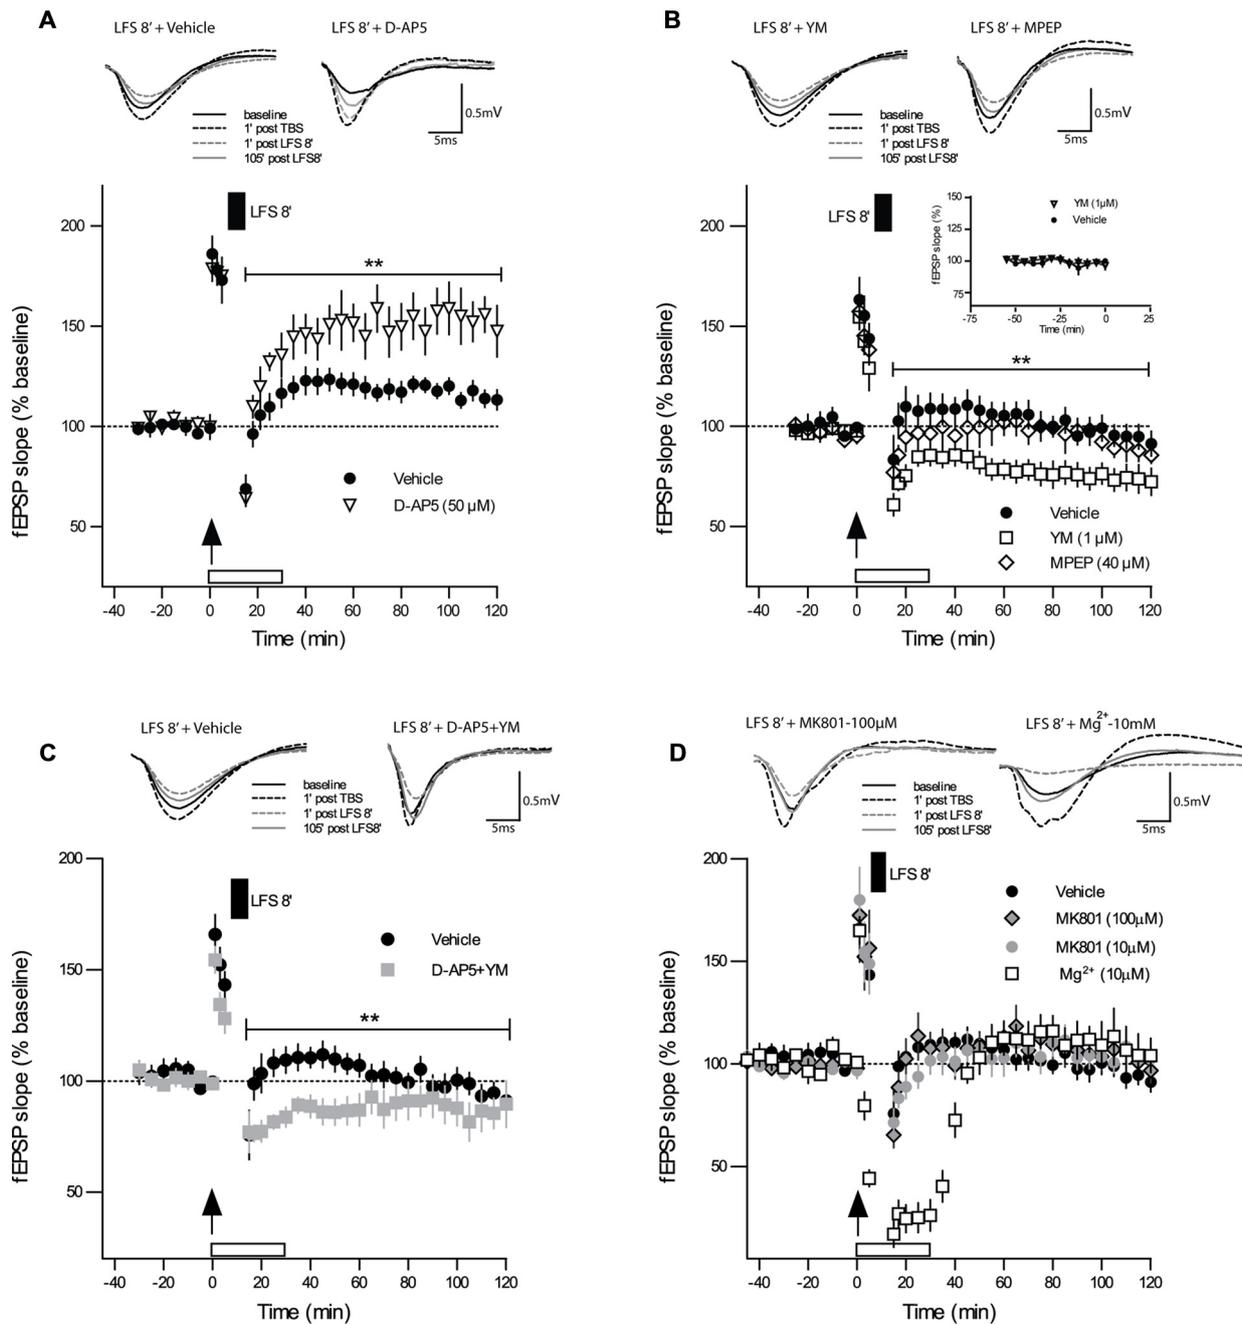 A
LFS 8' + Vehicle
LFS 8' + D-AP5
baseline
1' post TBS
1' post LFS 8'
105' post LFS8'
0.5mV
5ms
LFS 8'
**
200
150
100
50
fEPSP slope (% baseline)
Vehicle
D-AP5 (50 µM)
-40 -20 0 20 40 60 80 100 120
Time (min)
B
LFS 8' + YM
LFS 8' + MPEP
baseline
1' post TBS
1' post LFS 8'
105' post LFS8'
0.5mV
5ms
LFS 8'
150
125
100
75
fEPSP slope (%)
YM (1µM)
Vehicle
-75 -50 -25 0 25
Time (min)
**
200
150
100
50
fEPSP slope (% baseline)
Vehicle
YM (1 µM)
MPEP (40 µM)
-40 -20 0 20 40 60 80 100 120
Time (min)
C
LFS 8' + Vehicle
LFS 8' + D-AP5+YM
baseline
1' post TBS
1' post LFS 8'
105' post LFS8'
0.5mV
5ms
LFS 8'
Vehicle
D-AP5+YM
**
200
150
100
50
fEPSP slope (% baseline)
-40 -20 0 20 40 60 80 100 120
Time (min)
D
LFS 8' + MK801-100µM
LFS 8' + Mg2+-10mM
baseline
1' post TBS
1' post LFS 8'
105' post LFS8'
0.5mV
5ms
LFS 8'
Vehicle
MK801 (100µM)
MK801 (10µM)
Mg2+ (10µM)
200
150
100
50
fEPSP slope (% baseline)
-40 -20 0 20 40 60 80 100 120
Time (min)